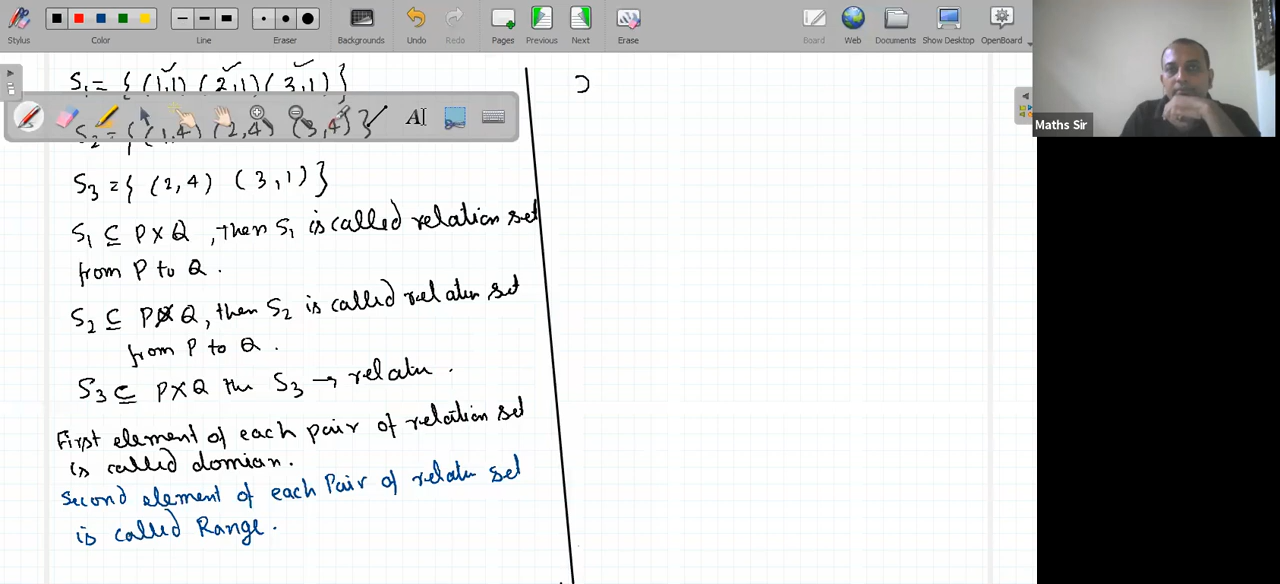 Stylus
Color
Line
Eraser
Backgrounds
Undo
Redo
Pages
Previous
Next
Erase
Board
Web
Documents
Show Desktop
OpenBoard
Maths Sir
S₁ = { (1,1) (2,1) (3,1) }
S₂ = { (1,4) (2,4) (3,4) }
S₃ = { (2,4) (3,1) }
S₁ ⊆ P X Q , then S₁ is called relation set
from P to Q .
S₂ ⊆ P X Q , then S₂ is called relatin set
from P to Q .
S₃ ⊆ P X Q the S₃ → relatin .
First element of each pair of relation set
is called domian .
Second element of each Pair of relatin set
is called Range .